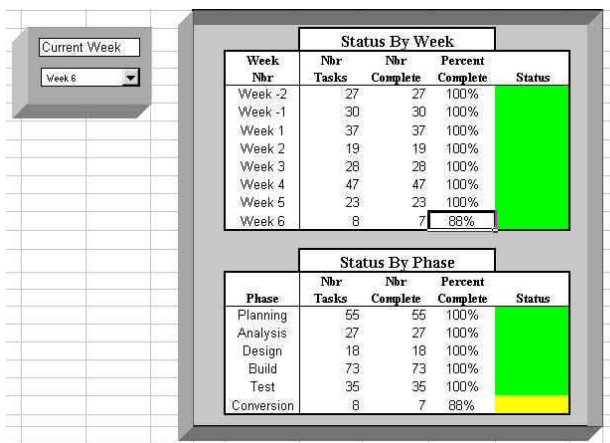 Current Week
Week 6
Status By Week
Week Nbr Nbr Percent
Nbr Tasks Complete Complete Status
Week -2 27 27 100%
Week -1 30 30 100%
Week 1 37 37 100%
Week 2 19 19 100%
Week 3 28 28 100%
Week 4 47 47 100%
Week 5 23 23 100%
Week 6 8 7 88%
Status By Phase
Nbr Nbr Percent
Phase Tasks Complete Complete Status
Planning 55 55 100%
Analysis 27 27 100%
Design 18 18 100%
Build 73 73 100%
Test 35 35 100%
Conversion 8 7 88%